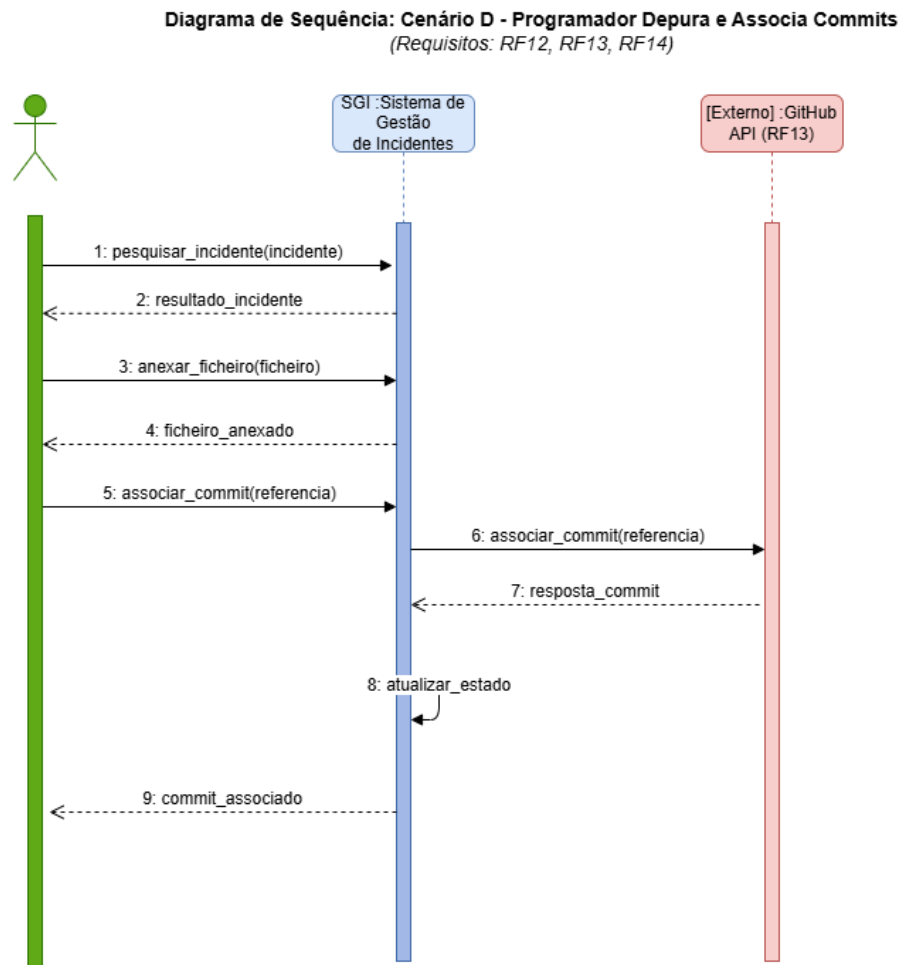 Diagrama de Sequência: Cenário D - Programador Depura e Associa Commits
(Requisitos: RF12, RF13, RF14)
SGI :Sistema de
Gestão
de Incidentes
[Externo] :GitHub
API (RF13)
1: pesquisar_incidente(incidente)
2: resultado_incidente
3: anexar_ficheiro(ficheiro)
4: ficheiro_anexado
5: associar_commit(referencia)
6: associar_commit(referencia)
7: resposta_commit
8: atualizar_estado
9: commit_associado